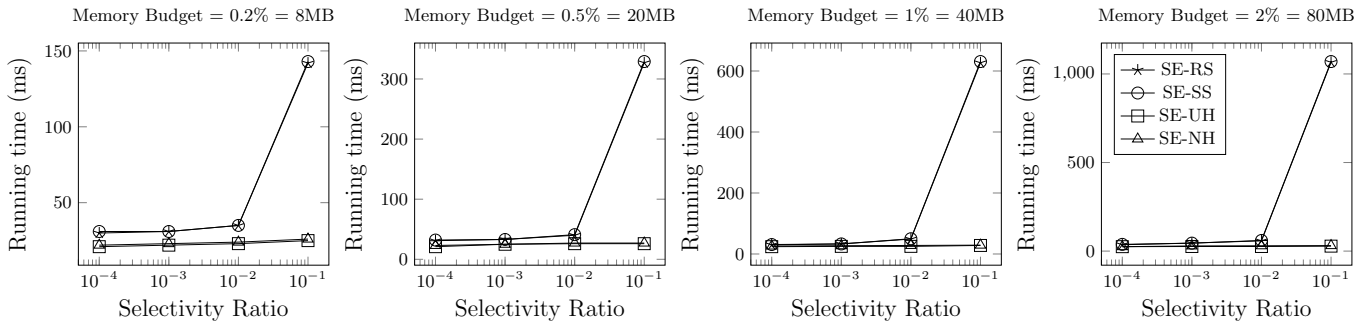 Memory Budget = 0.2% = 8MB
Running time (ms)
150
100
50
10⁻⁴ 10⁻³ 10⁻² 10⁻¹
Selectivity Ratio
Memory Budget = 0.5% = 20MB
Running time (ms)
300
200
100
0
10⁻⁴ 10⁻³ 10⁻² 10⁻¹
Selectivity Ratio
Memory Budget = 1% = 40MB
Running time (ms)
600
400
200
0
10⁻⁴ 10⁻³ 10⁻² 10⁻¹
Selectivity Ratio
Memory Budget = 2% = 80MB
Running time (ms)
1,000
500
0
SE-RS
SE-SS
SE-UH
SE-NH
10⁻⁴ 10⁻³ 10⁻² 10⁻¹
Selectivity Ratio